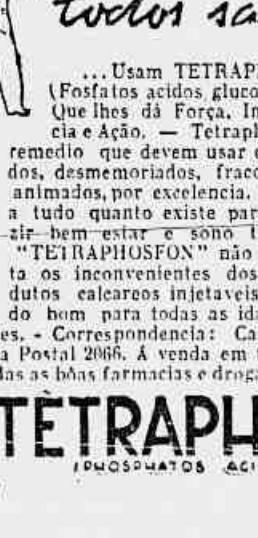 todos sa
...Usam TETRAPH
(Fosfatos acidos, gluco
Que lhes dá Força, In
cia e Ação. — Tetraph
remedio que devem usar
dos, desmemoriados, fraco
animados, por excelencia.
a tudo quanto existe par
zir bem estar e sono t
"TETRAPHOSFON" não
ta os inconvenientes dos
dutos calcareos injetaveis
do bom para todas as ida
es. - Correspondencia: Ca
a Postal 2066. Á venda em
das as bôas farmacias e droga
TÈTRAPH
(PHOSPHATOS ACI